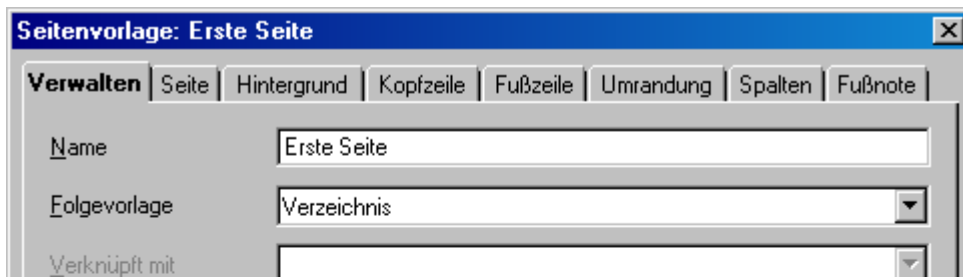 Seitenvorlage: Erste Seite
Verwalten Seite Hintergrund Kopfzeile Fußzeile Umrandung Spalten Fußnote
Name Erste Seite
Folgevorlage Verzeichnis
Verknüpft mit